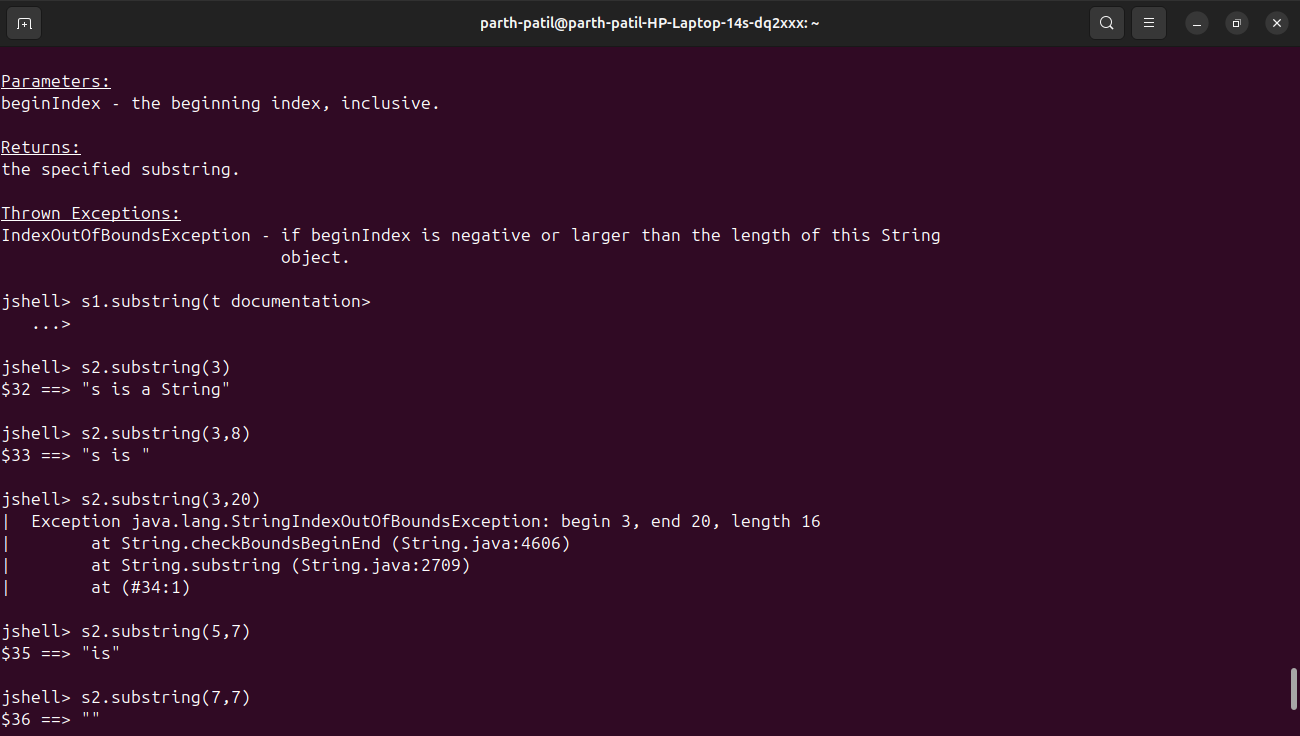 parth-patil@parth-patil-HP-Laptop-14s-dq2xxx: ~
Parameters:
beginIndex - the beginning index, inclusive.
Returns:
the specified substring.
Thrown Exceptions:
IndexOutOfBoundsException - if beginIndex is negative or larger than the length of this String
object.
jshell> s1.substring(t documentation>
...>
jshell> s2.substring(3)
$32 ==> "s is a String"
jshell> s2.substring(3,8)
$33 ==> "s is "
jshell> s2.substring(3,20)
|  Exception java.lang.StringIndexOutOfBoundsException: begin 3, end 20, length 16
|        at String.checkBoundsBeginEnd (String.java:4606)
|        at String.substring (String.java:2709)
|        at (#34:1)
jshell> s2.substring(5,7)
$35 ==> "is"
jshell> s2.substring(7,7)
$36 ==> ""